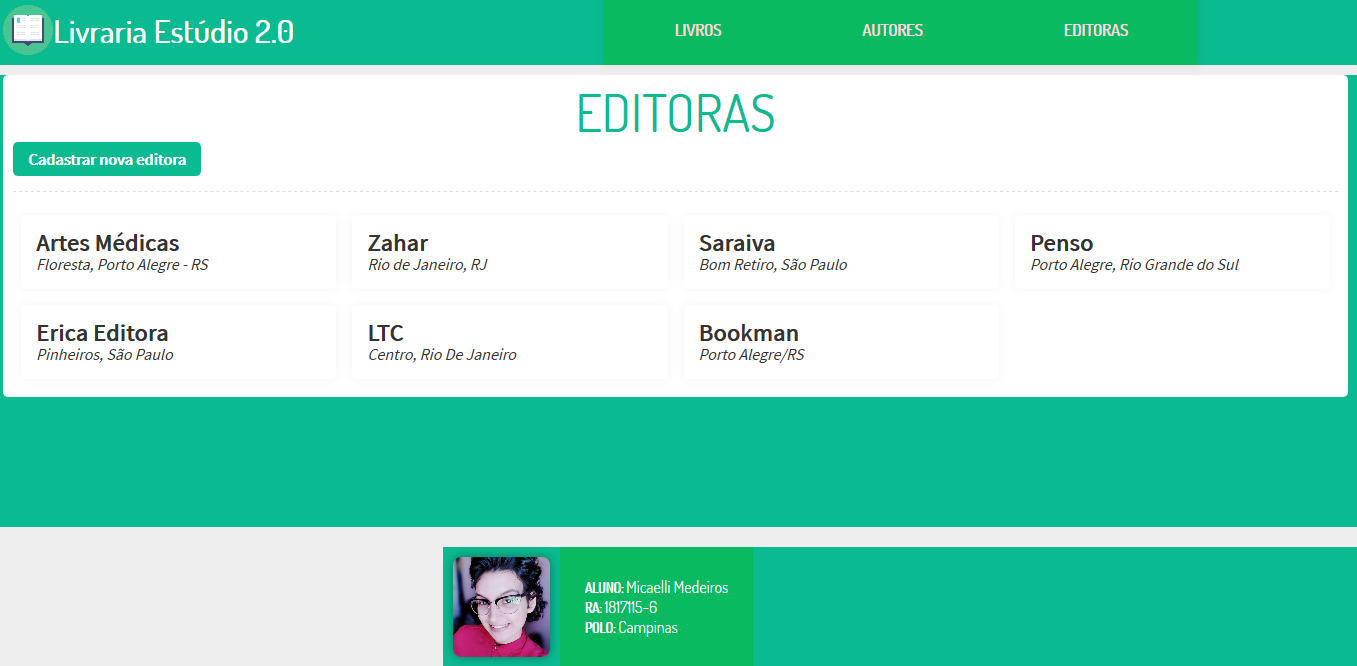 Livraria Estúdio 2.0
LIVROS
AUTORES
EDITORAS
EDITORAS
Cadastrar nova editora
Artes Médicas
Floresta, Porto Alegre - RS
Zahar
Rio de Janeiro, RJ
Saraiva
Bom Retiro, São Paulo
Penso
Porto Alegre, Rio Grande do Sul
Erica Editora
Pinheiros, São Paulo
LTC
Centro, Rio De Janeiro
Bookman
Porto Alegre/RS
ALUNO: Micaelli Medeiros
RA: 1817115-6
POLO: Campinas